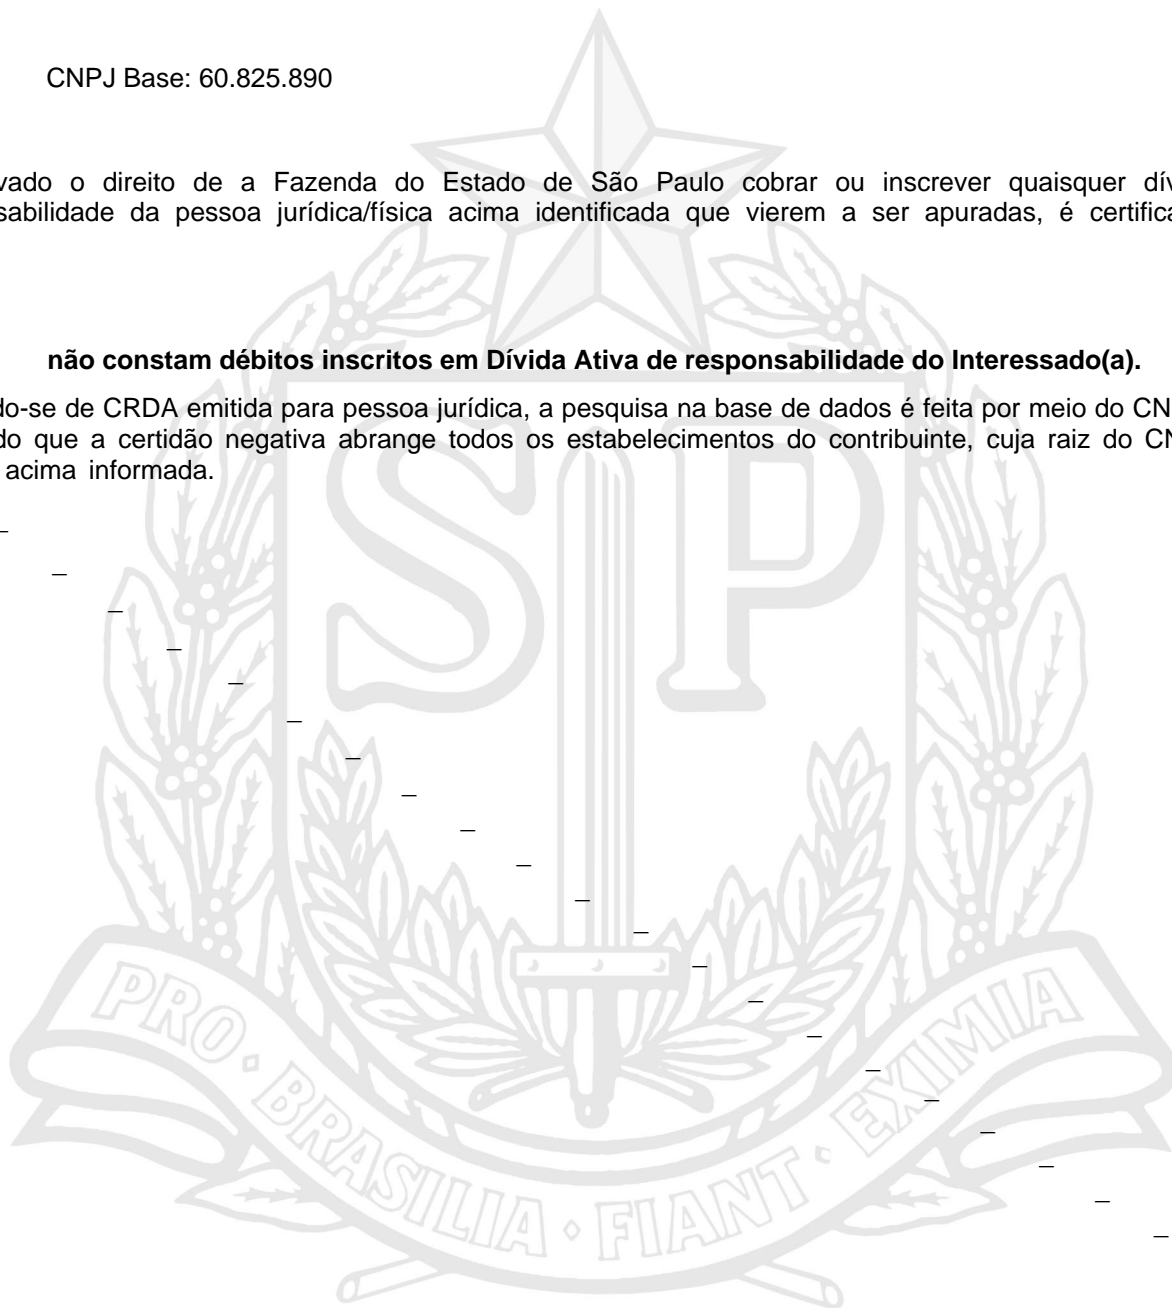 CNPJ Base: 60.825.890
vado o direito de a Fazenda do Estado de São Paulo cobrar ou inscrever quaisquer dív
sabilidade da pessoa jurídica/física acima identificada que vierem a ser apuradas, é certifica
não constam débitos inscritos em Dívida Ativa de responsabilidade do Interessado(a).
do-se de CRDA emitida para pessoa jurídica, a pesquisa na base de dados é feita por meio do CN
do que a certidão negativa abrange todos os estabelecimentos do contribuinte, cuja raiz do CN
acima informada.
SP
PRO • BRASILIA • FIANT • EXIMIA